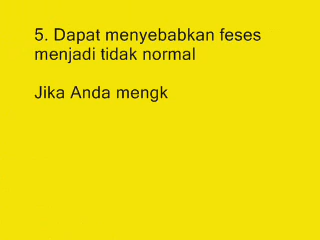 5. Dapat menyebabkan feses
menjadi tidak normal
Jika Anda mengk